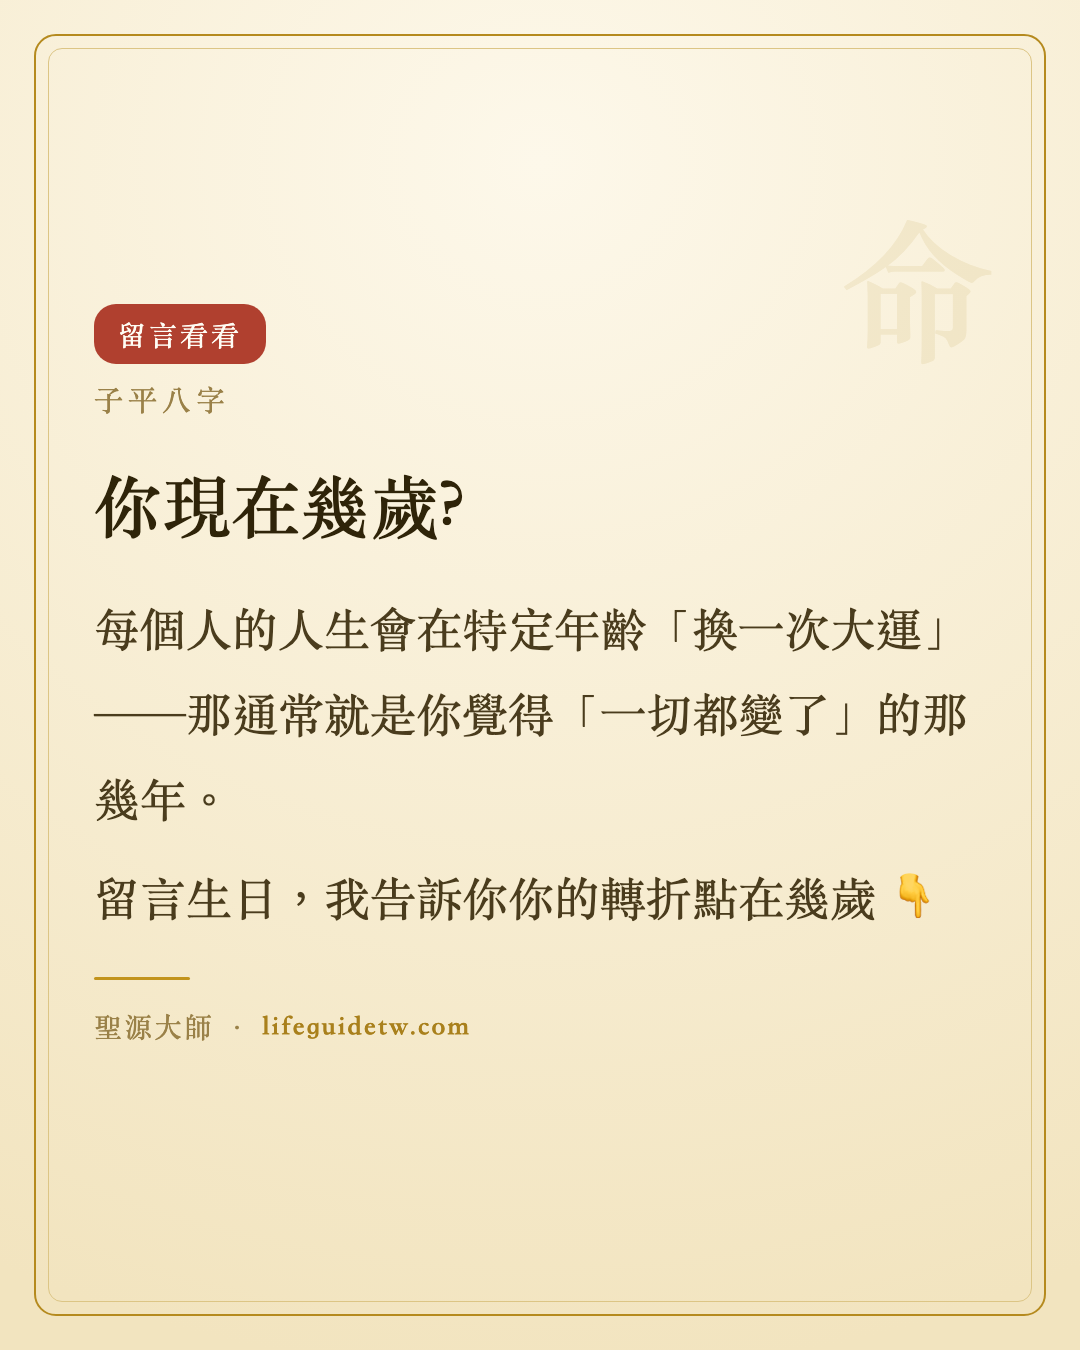 命
留言看看
子平八字
你現在幾歲?
每個人的人生會在特定年齡「換一次大運」
——那通常就是你覺得「一切都變了」的那
幾年。
留言生日，我告訴你你的轉折點在幾歲 👇
聖源大師 · lifeguidetw.com